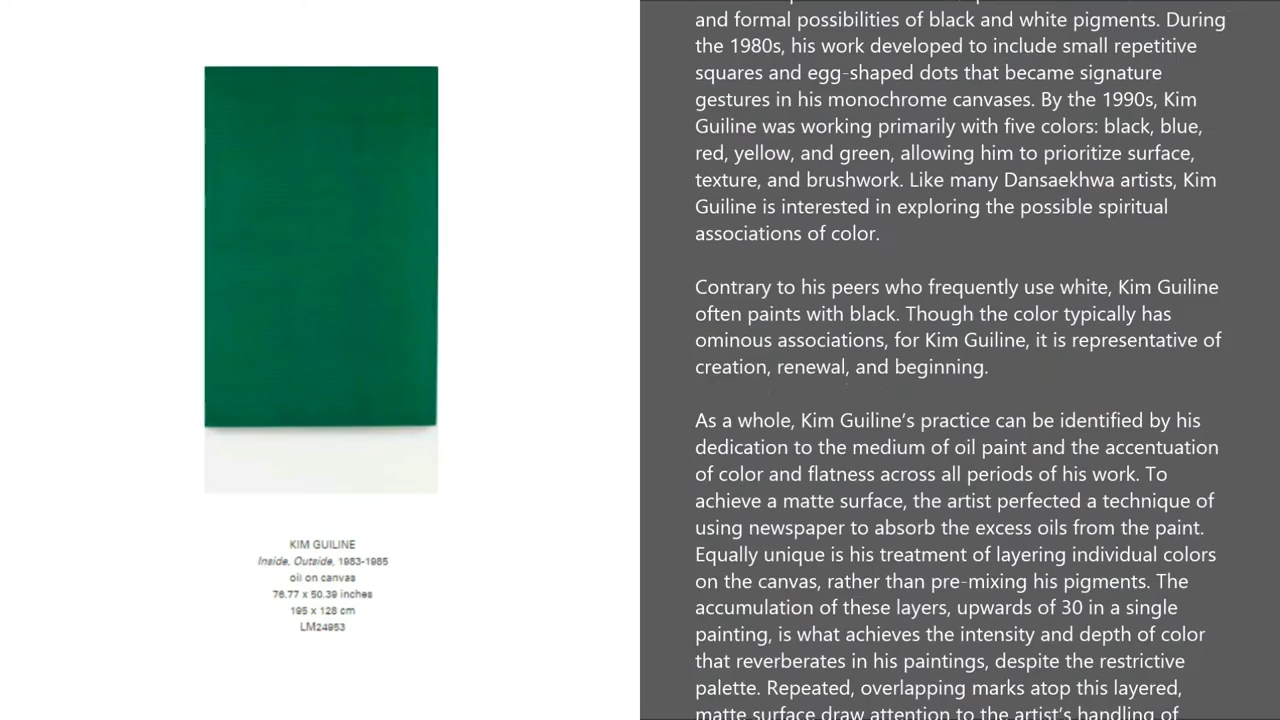 KIM GUILINE
Inside, Outside, 1983-1985
oil on canvas
76.77 x 50.39 inches
195 x 128 cm
LM24953
and formal possibilities of black and white pigments. During
the 1980s, his work developed to include small repetitive
squares and egg-shaped dots that became signature
gestures in his monochrome canvases. By the 1990s, Kim
Guiline was working primarily with five colors: black, blue,
red, yellow, and green, allowing him to prioritize surface,
texture, and brushwork. Like many Dansaekhwa artists, Kim
Guiline is interested in exploring the possible spiritual
associations of color.
Contrary to his peers who frequently use white, Kim Guiline
often paints with black. Though the color typically has
ominous associations, for Kim Guiline, it is representative of
creation, renewal, and beginning.
As a whole, Kim Guiline’s practice can be identified by his
dedication to the medium of oil paint and the accentuation
of color and flatness across all periods of his work. To
achieve a matte surface, the artist perfected a technique of
using newspaper to absorb the excess oils from the paint.
Equally unique is his treatment of layering individual colors
on the canvas, rather than pre-mixing his pigments. The
accumulation of these layers, upwards of 30 in a single
painting, is what achieves the intensity and depth of color
that reverberates in his paintings, despite the restrictive
palette. Repeated, overlapping marks atop this layered,
matte surface draw attention to the artist’s handling of